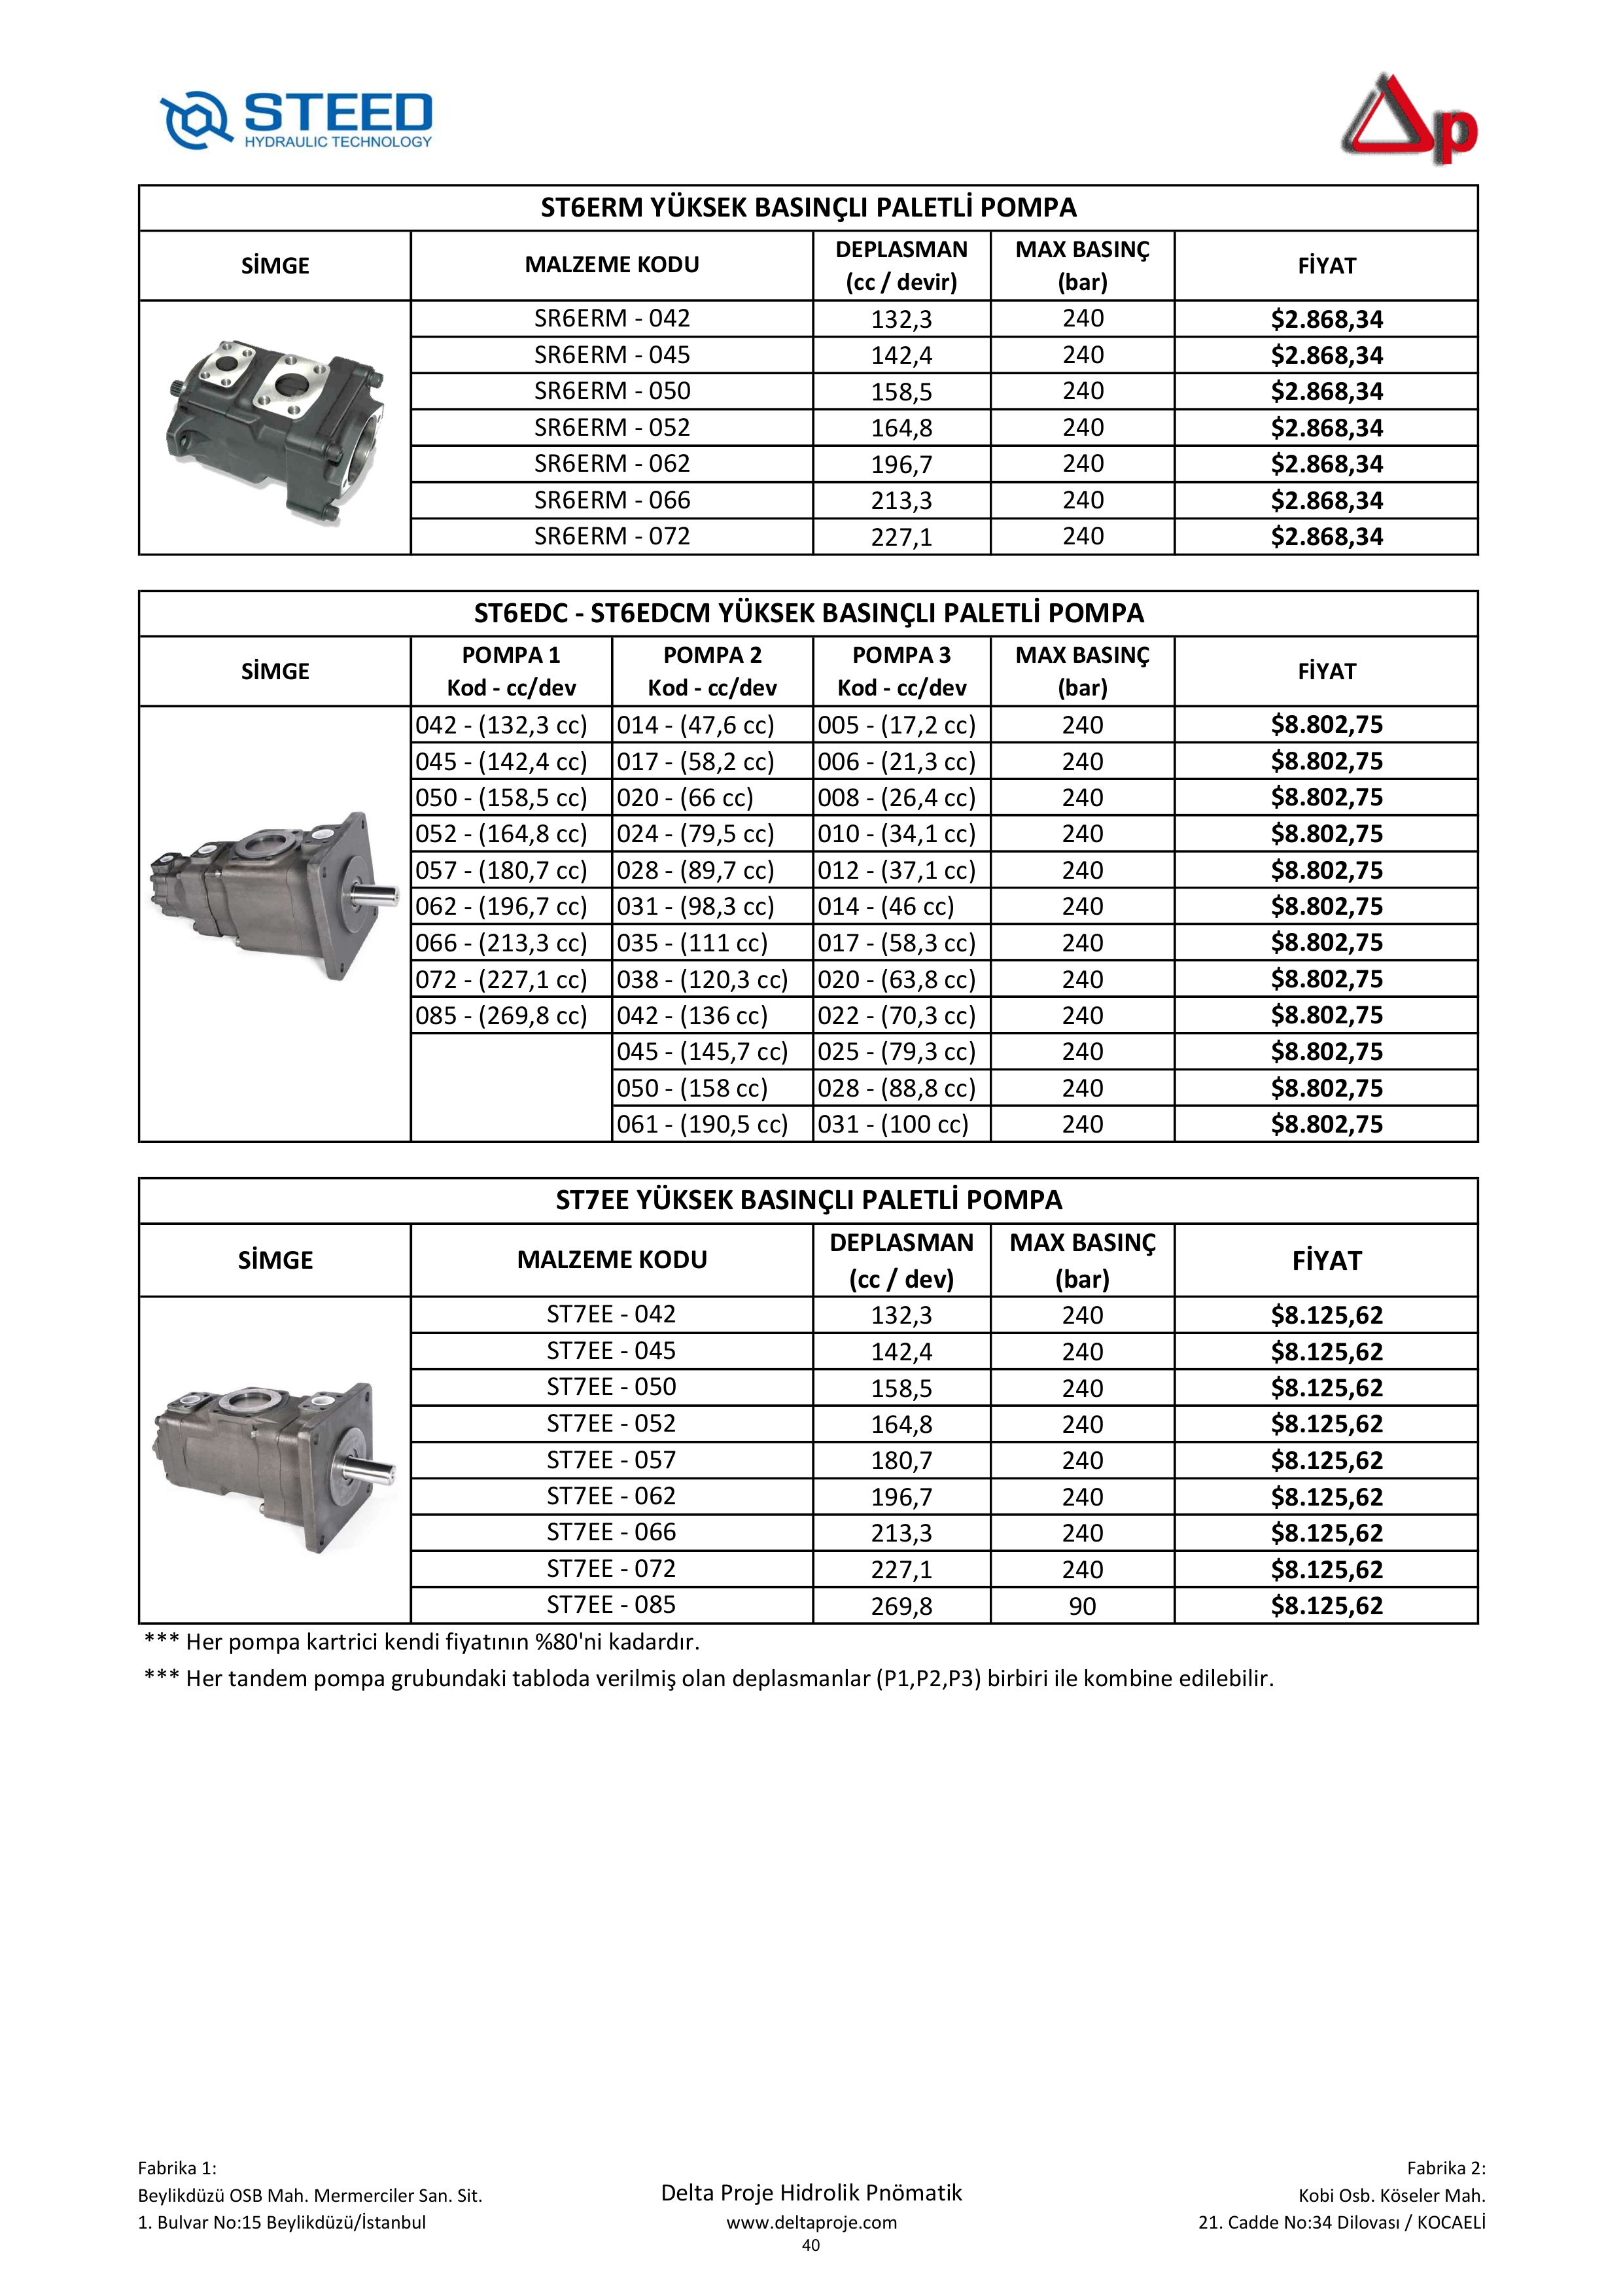 STEED
HYDRAULIC TECHNOLOGY
p
ST6ERM YÜKSEK BASINÇLI PALETLİ POMPA
SİMGE MALZEME KODU DEPLASMAN (cc / devir) MAX BASINÇ (bar) FİYAT
SR6ERM - 042 132,3 240 $2.868,34
SR6ERM - 045 142,4 240 $2.868,34
SR6ERM - 050 158,5 240 $2.868,34
SR6ERM - 052 164,8 240 $2.868,34
SR6ERM - 062 196,7 240 $2.868,34
SR6ERM - 066 213,3 240 $2.868,34
SR6ERM - 072 227,1 240 $2.868,34
ST6EDC - ST6EDCM YÜKSEK BASINÇLI PALETLİ POMPA
SİMGE POMPA 1 Kod - cc/dev POMPA 2 Kod - cc/dev POMPA 3 Kod - cc/dev MAX BASINÇ (bar) FİYAT
042 - (132,3 cc) 014 - (47,6 cc) 005 - (17,2 cc) 240 $8.802,75
045 - (142,4 cc) 017 - (58,2 cc) 006 - (21,3 cc) 240 $8.802,75
050 - (158,5 cc) 020 - (66 cc) 008 - (26,4 cc) 240 $8.802,75
052 - (164,8 cc) 024 - (79,5 cc) 010 - (34,1 cc) 240 $8.802,75
057 - (180,7 cc) 028 - (89,7 cc) 012 - (37,1 cc) 240 $8.802,75
062 - (196,7 cc) 031 - (98,3 cc) 014 - (46 cc) 240 $8.802,75
066 - (213,3 cc) 035 - (111 cc) 017 - (58,3 cc) 240 $8.802,75
072 - (227,1 cc) 038 - (120,3 cc) 020 - (63,8 cc) 240 $8.802,75
085 - (269,8 cc) 042 - (136 cc) 022 - (70,3 cc) 240 $8.802,75
045 - (145,7 cc) 025 - (79,3 cc) 240 $8.802,75
050 - (158 cc) 028 - (88,8 cc) 240 $8.802,75
061 - (190,5 cc) 031 - (100 cc) 240 $8.802,75
ST7EE YÜKSEK BASINÇLI PALETLİ POMPA
SİMGE MALZEME KODU DEPLASMAN (cc / dev) MAX BASINÇ (bar) FİYAT
ST7EE - 042 132,3 240 $8.125,62
ST7EE - 045 142,4 240 $8.125,62
ST7EE - 050 158,5 240 $8.125,62
ST7EE - 052 164,8 240 $8.125,62
ST7EE - 057 180,7 240 $8.125,62
ST7EE - 062 196,7 240 $8.125,62
ST7EE - 066 213,3 240 $8.125,62
ST7EE - 072 227,1 240 $8.125,62
ST7EE - 085 269,8 90 $8.125,62
*** Her pompa kartrici kendi fiyatının %80'ni kadardır.
*** Her tandem pompa grubundaki tabloda verilmiş olan deplasmanlar (P1,P2,P3) birbiri ile kombine edilebilir.
Fabrika 1:
Beylikdüzü OSB Mah. Mermerciler San. Sit.
1. Bulvar No:15 Beylikdüzü/İstanbul
Delta Proje Hidrolik Pnömatik
www.deltaproje.com
40
Fabrika 2:
Kobi Osb. Köseler Mah.
21. Cadde No:34 Dilovası / KOCAELİ